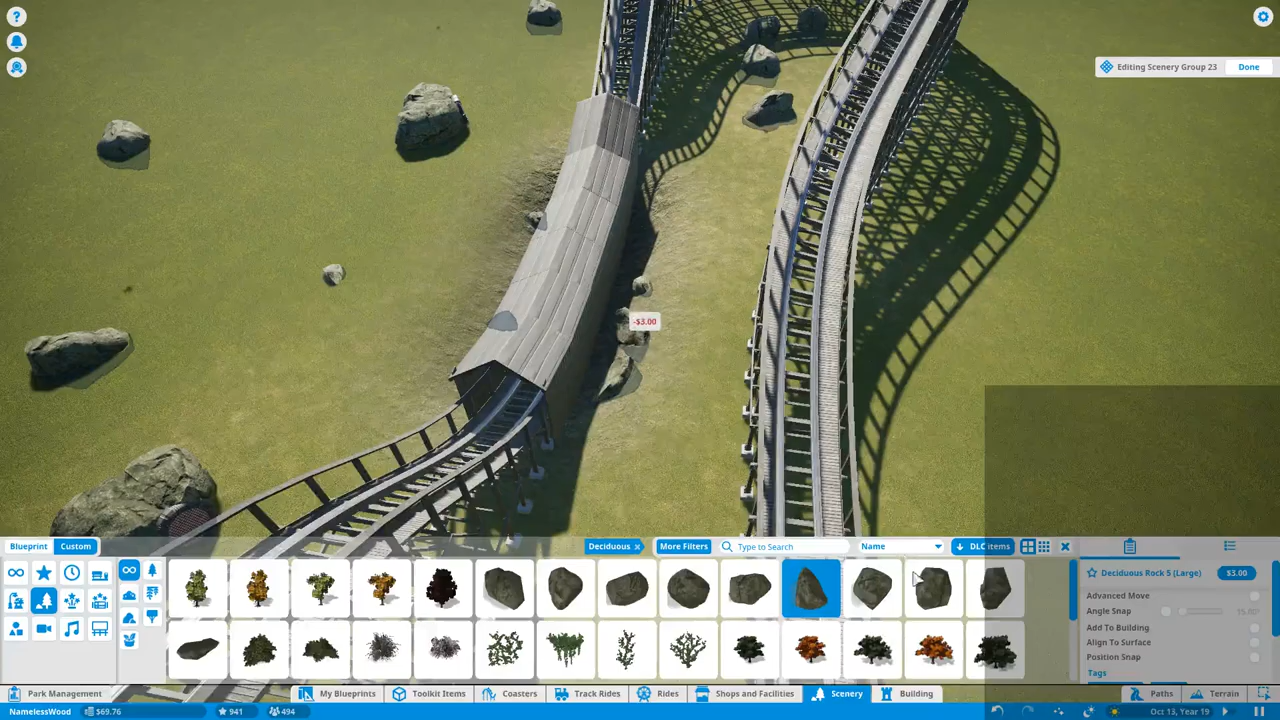 ?
Editing Scenery Group 23 Done
-$3.00
Blueprint Custom Deciduous × More Filters Type to Search Name DLC items
Deciduous Rock 5 (Large) $3.00
Advanced Move
Angle Snap 15.00°
Add To Building
Align To Surface
Position Snap
Tags
Park Management My Blueprints Toolkit Items Coasters Track Rides Rides Shops and Facilities Scenery Building Paths Terrain
NamelessWood $69.76 941 494 Oct 13, Year 19